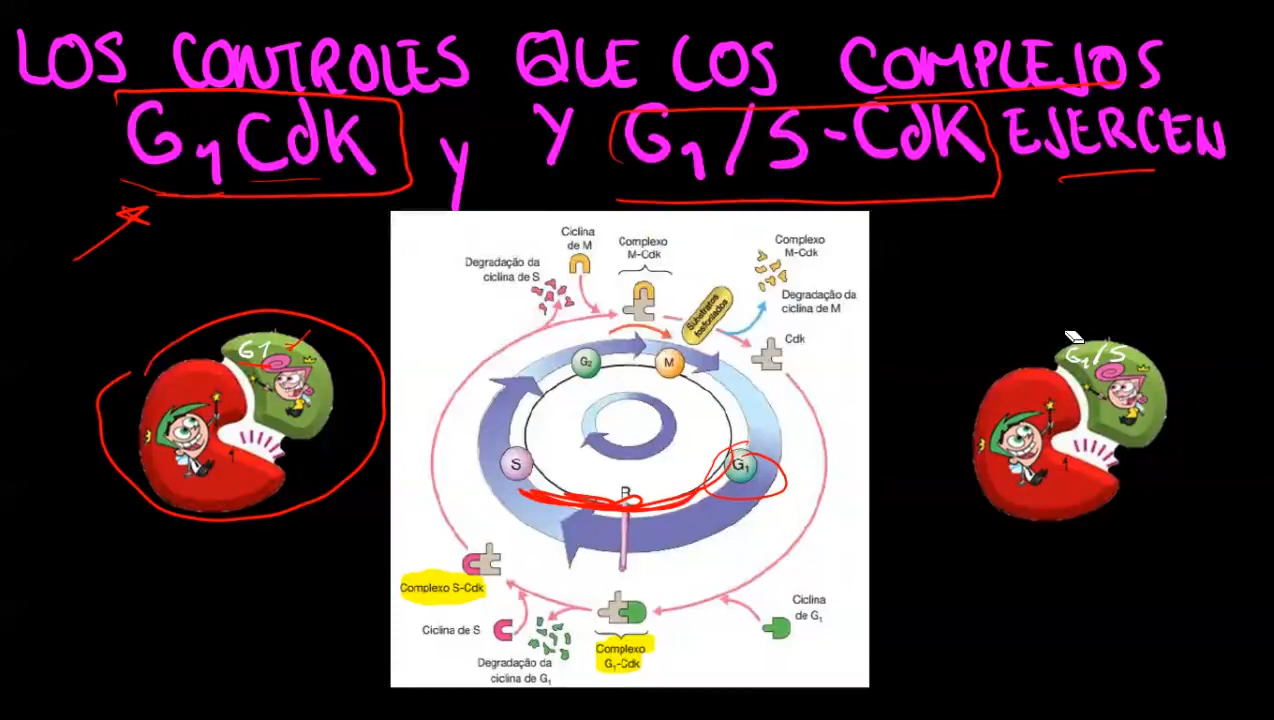 LOS CONTROLES QUE LOS COMPLEJOS
G1 Cdk y Y G1/S-Cdk EJERCEN
Ciclina
de M
Complexo
M-Cdk
Complexo
M-Cdk
Degradação da
ciclina de S
Substratos
fosforilados
Degradação da
ciclina de M
Cdk
G2
M
G1
G1/S
S
G1
R
1
1
Complexo S-Cdk
Ciclina de S
Ciclina
de G1
Complexo
G1-Cdk
Degradação da
ciclina de G1